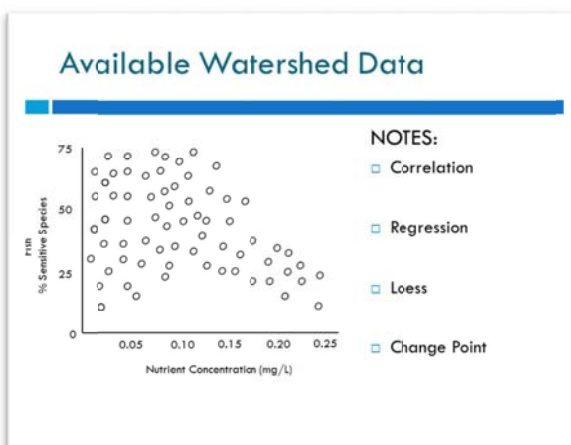 Available Watershed Data
NOTES:
Correlation
Regression
Loess
Change Point
Fish
% Sensitive Species
75
50
25
0
0.05
0.10
0.15
0.20
0.25
Nutrient Concentration (mg/L)